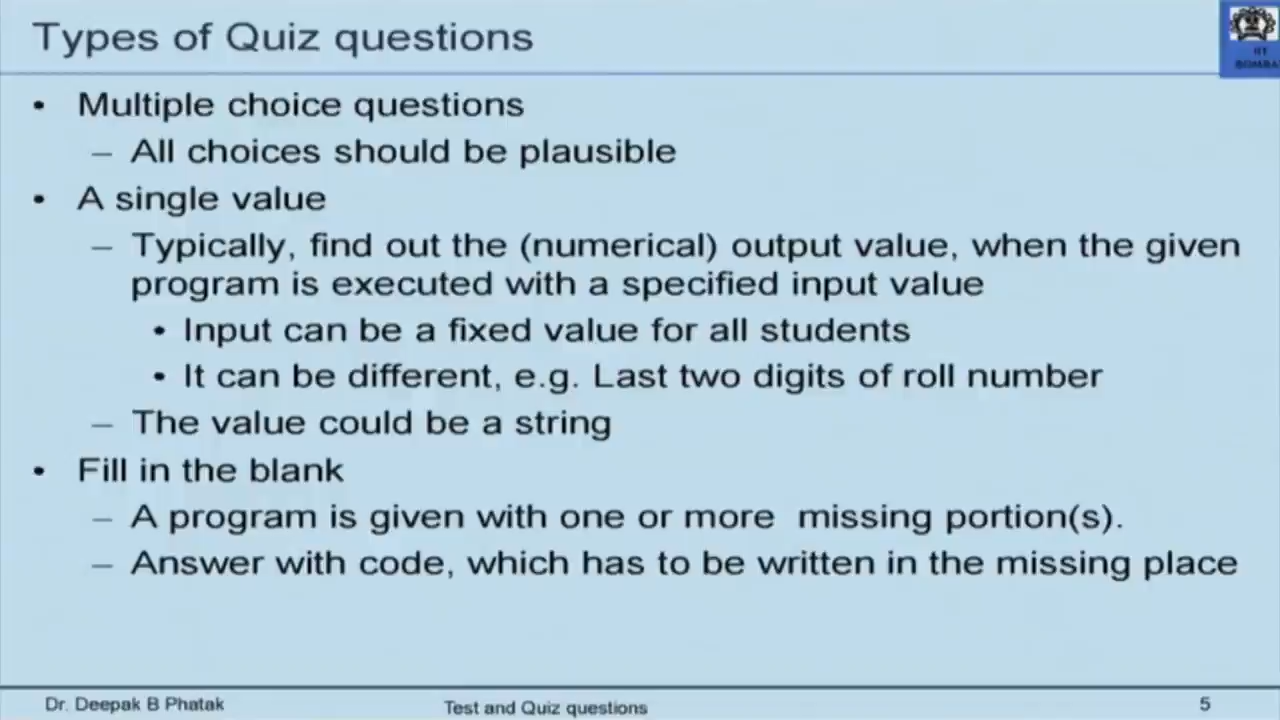 Types of Quiz questions
IIT
BOMBA
• Multiple choice questions
– All choices should be plausible
• A single value
– Typically, find out the (numerical) output value, when the given
program is executed with a specified input value
• Input can be a fixed value for all students
• It can be different, e.g. Last two digits of roll number
– The value could be a string
• Fill in the blank
– A program is given with one or more missing portion(s).
– Answer with code, which has to be written in the missing place
Dr. Deepak B Phatak
Test and Quiz questions
5